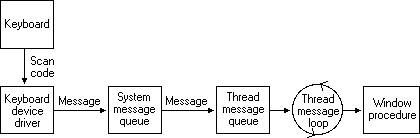 Keyboard
Scan
code
Keyboard
device
driver
Message
System
message
queue
Message
Thread
message
queue
Thread
message
loop
Window
procedure